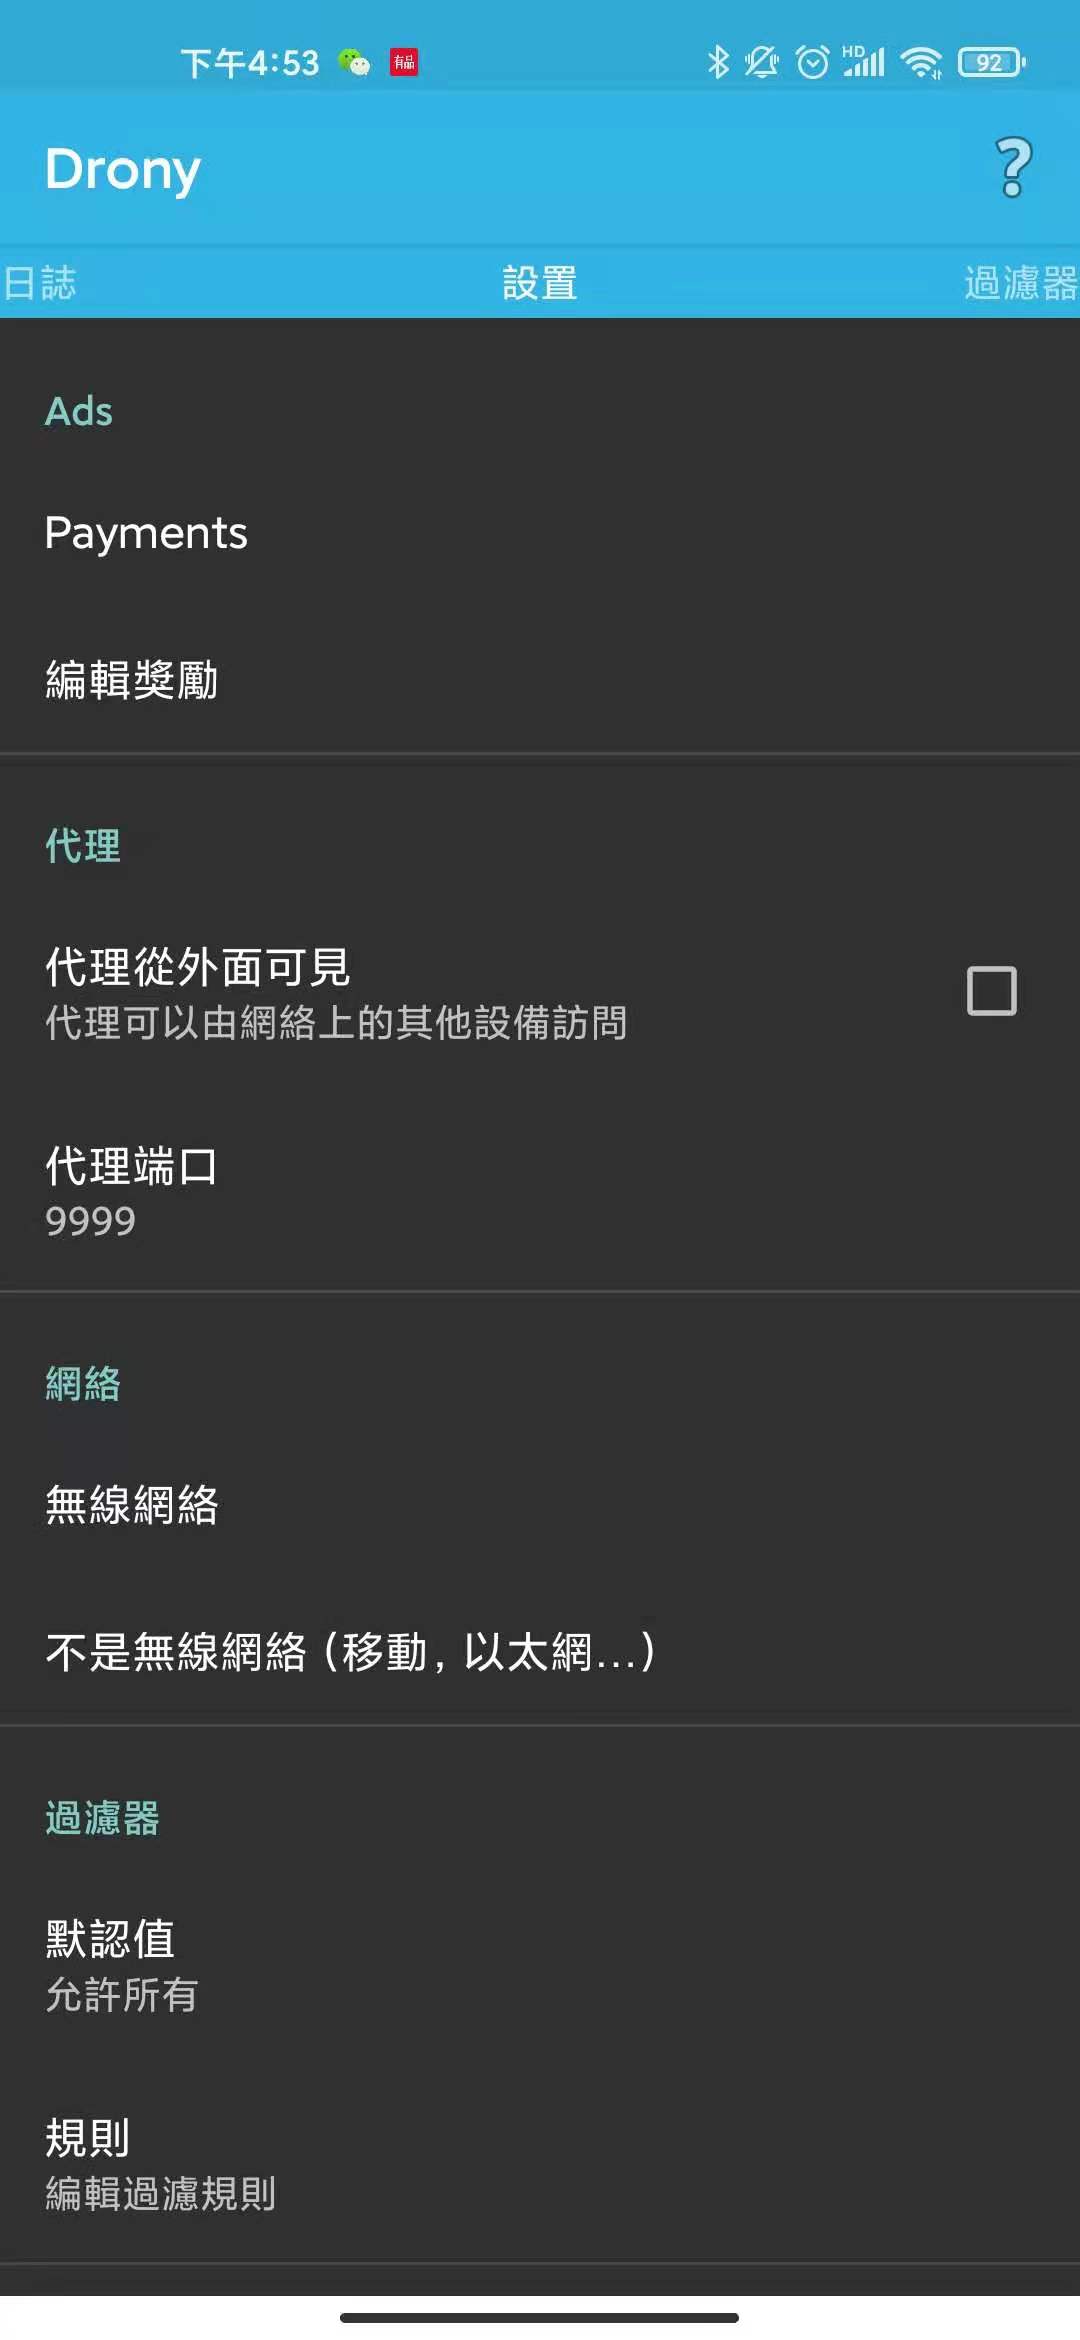 下午4:53 有品 HD 92
Drony
日誌 設置 過濾器
Ads
Payments
編輯獎勵
代理
代理從外面可見
代理可以由網絡上的其他設備訪問
代理端口
9999
網絡
無線網絡
不是無線網絡（移動，以太網...）
過濾器
默認值
允許所有
規則
編輯過濾規則